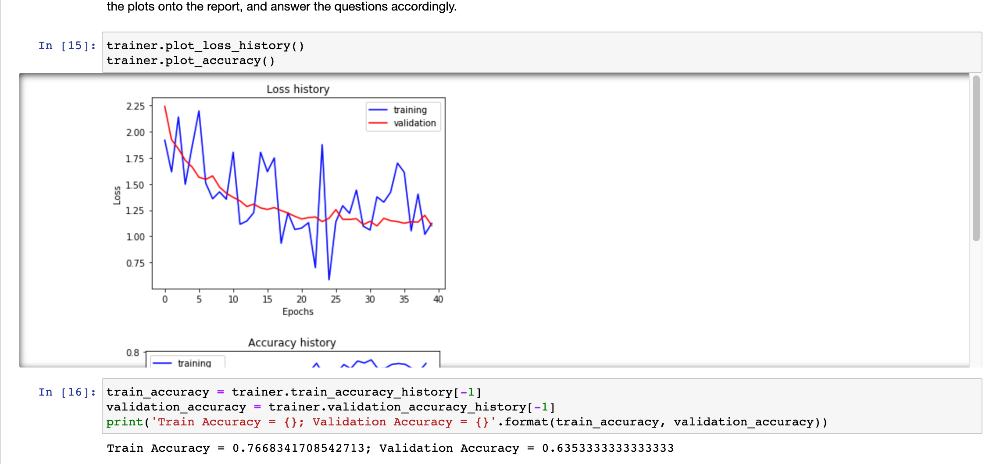 the plots onto the report, and answer the questions accordingly.
In [15]:
trainer.plot_loss_history()
trainer.plot_accuracy()
Loss history
2.25
2.00
1.75
1.50
1.25
1.00
0.75
Loss
training
validation
0 5 10 15 20 25 30 35 40
Epochs
Accuracy history
0.8
training
In [16]:
train_accuracy = trainer.train_accuracy_history[-1]
validation_accuracy = trainer.validation_accuracy_history[-1]
print('Train Accuracy = {}; Validation Accuracy = {}'.format(train_accuracy, validation_accuracy))
Train Accuracy = 0.7668341708542713; Validation Accuracy = 0.6353333333333333